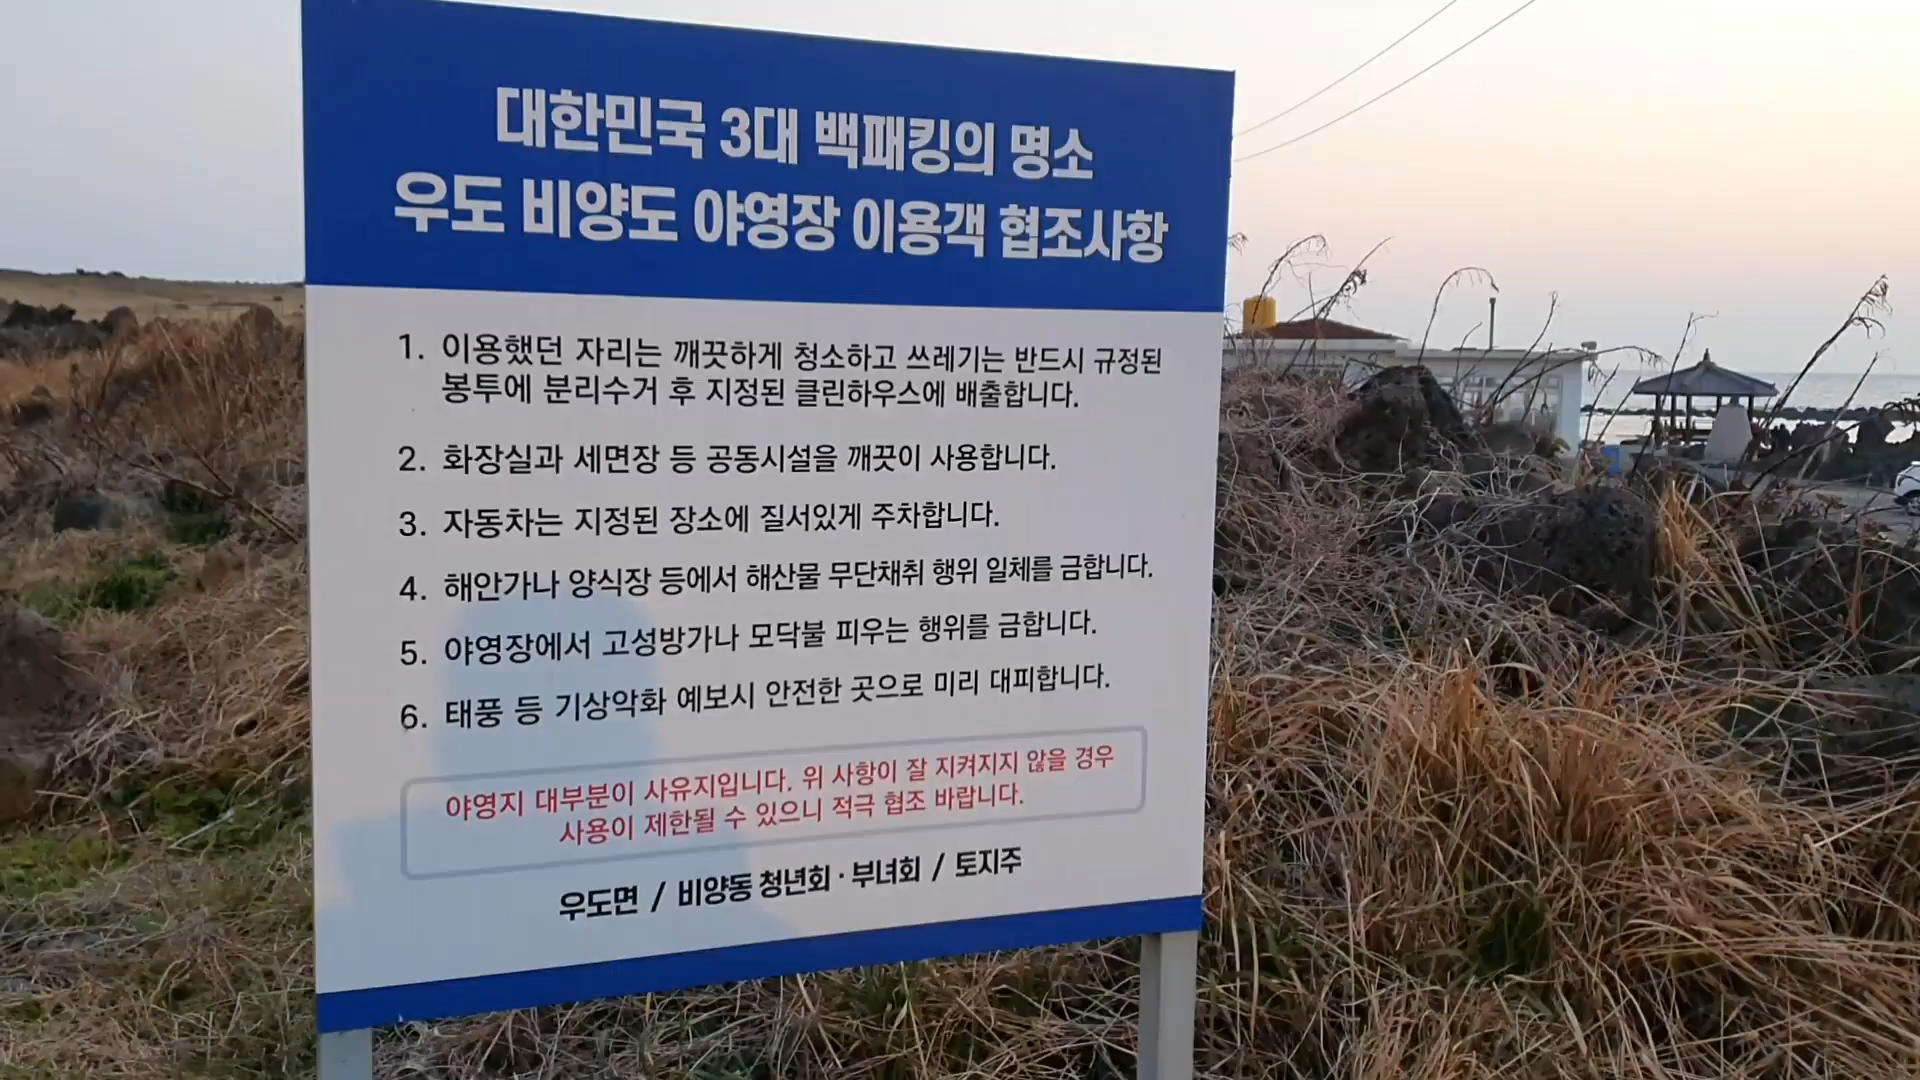 대한민국 3대 백패킹의 명소
우도 비양도 야영장 이용객 협조사항
1. 이용했던 자리는 깨끗하게 청소하고 쓰레기는 반드시 규정된
봉투에 분리수거 후 지정된 클린하우스에 배출합니다.
2. 화장실과 세면장 등 공동시설을 깨끗이 사용합니다.
3. 자동차는 지정된 장소에 질서있게 주차합니다.
4. 해안가나 양식장 등에서 해산물 무단채취 행위 일체를 금합니다.
5. 야영장에서 고성방가나 모닥불 피우는 행위를 금합니다.
6. 태풍 등 기상악화 예보시 안전한 곳으로 미리 대피합니다.
야영지 대부분이 사유지입니다. 위 사항이 잘 지켜지지 않을 경우
사용이 제한될 수 있으니 적극 협조 바랍니다.
우도면 / 비양동 청년회 · 부녀회 / 토지주